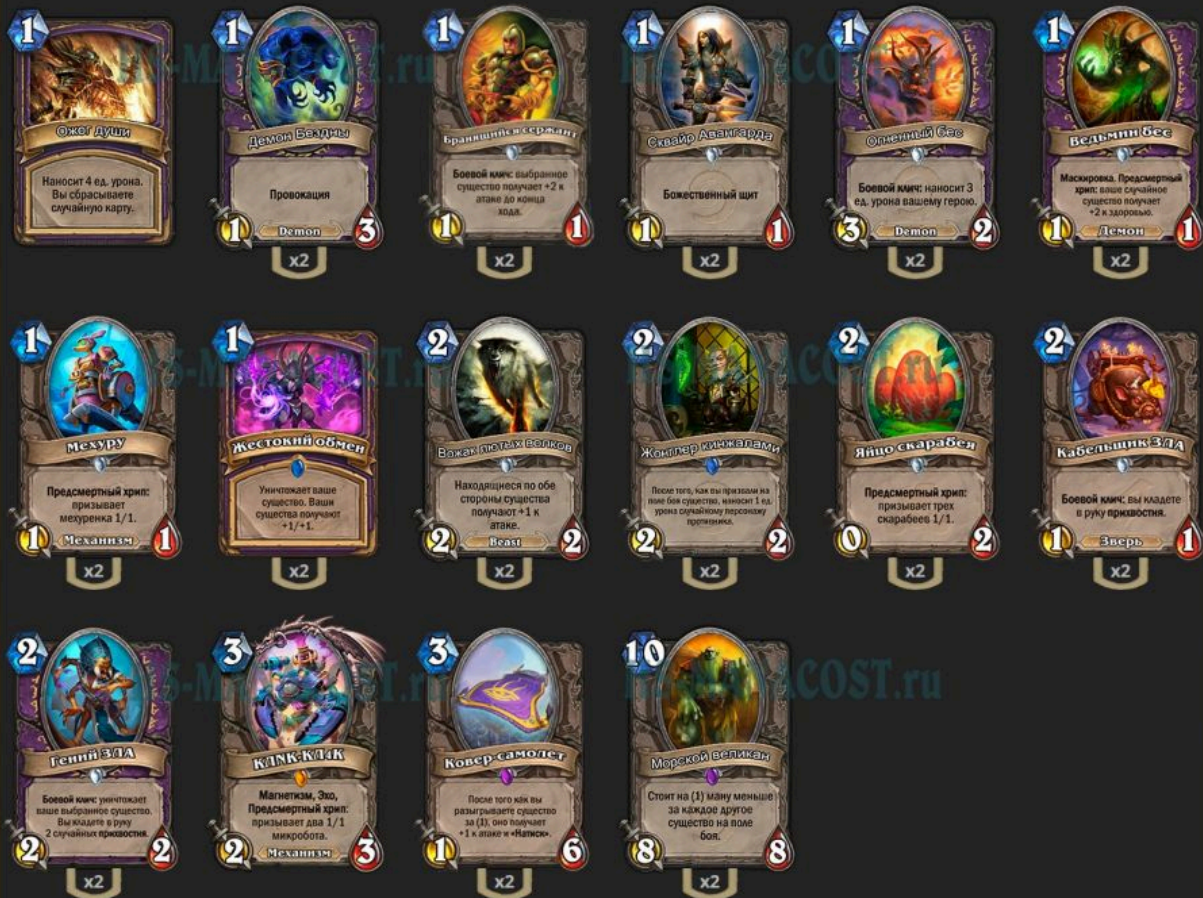 1
Ожог души
Наносит 4 ед. урона.
Вы сбрасываете
случайную карту.
1
Демон Бездны
Провокация
1
Demon
3
x2
1
Бранящийся сержант
Боевой клич: выбранное
существо получает +2 к
атаке до конца
хода.
1
1
x2
1
Сквайр Авангарда
Божественный щит
1
1
x2
1
Огненный бес
Боевой клич: наносит 3
ед. урона вашему герою.
3
Demon
2
x2
1
Ведьмин бес
Маскировка. Предсмертный
хрип: ваше случайное
существо получает
+2 к здоровью.
1
Демон
1
x2
1
Мехуру
Предсмертный хрип:
призывает
мехуренка 1/1.
1
Механизм
1
x2
1
Жестокий обмен
Уничтожает ваше
существо. Ваши
существа получают
+1/+1.
x2
2
Вожак лютых волков
Находящиеся по обе
стороны существа
получают +1 к
атаке.
2
Beast
2
x2
2
Жонглер кинжалами
После того, как вы призвали на
поле боя существо, наносит 1 ед.
урона случайному персонажу
противника.
2
2
x2
2
Яйцо скарабея
Предсмертный хрип:
призывает трех
скарабеев 1/1.
0
2
x2
2
Кабельщик ЗЛА
Боевой клич: вы кладете
в руку прихвостня.
1
Зверь
1
x2
2
Гений ЗЛА
Боевой клич: уничтожает
ваше выбранное существо.
Вы кладете в руку
2 случайных прихвостня.
2
2
x2
3
КЛNK-КЛ4К
Магнетизм, Эхо,
Предсмертный хрип:
призывает два 1/1
микробота.
2
Механизм
3
3
Ковер-самолет
После того как вы
разыгрываете существо
за (1), оно получает
+1 к атаке и «Натиск».
1
6
x2
10
Морской великан
Стоит на (1) ману меньше
за каждое другое
существо на поле
боя.
8
8
x2